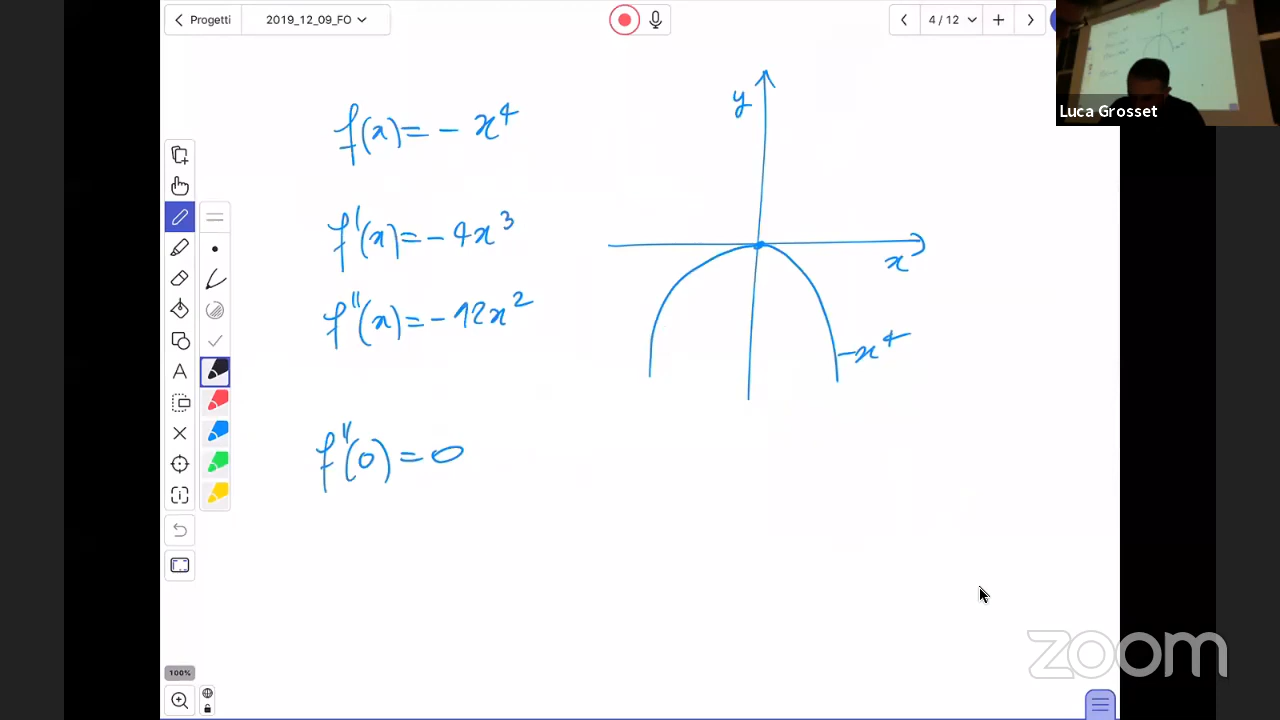 Progetti
2019_12_09_FO
4 / 12
Luca Grosset
f(x) = - x⁴
f'(x) = - 4x³
f''(x) = - 12x²
f''(0) = 0
y
x
-x⁴
A
100%
zoom